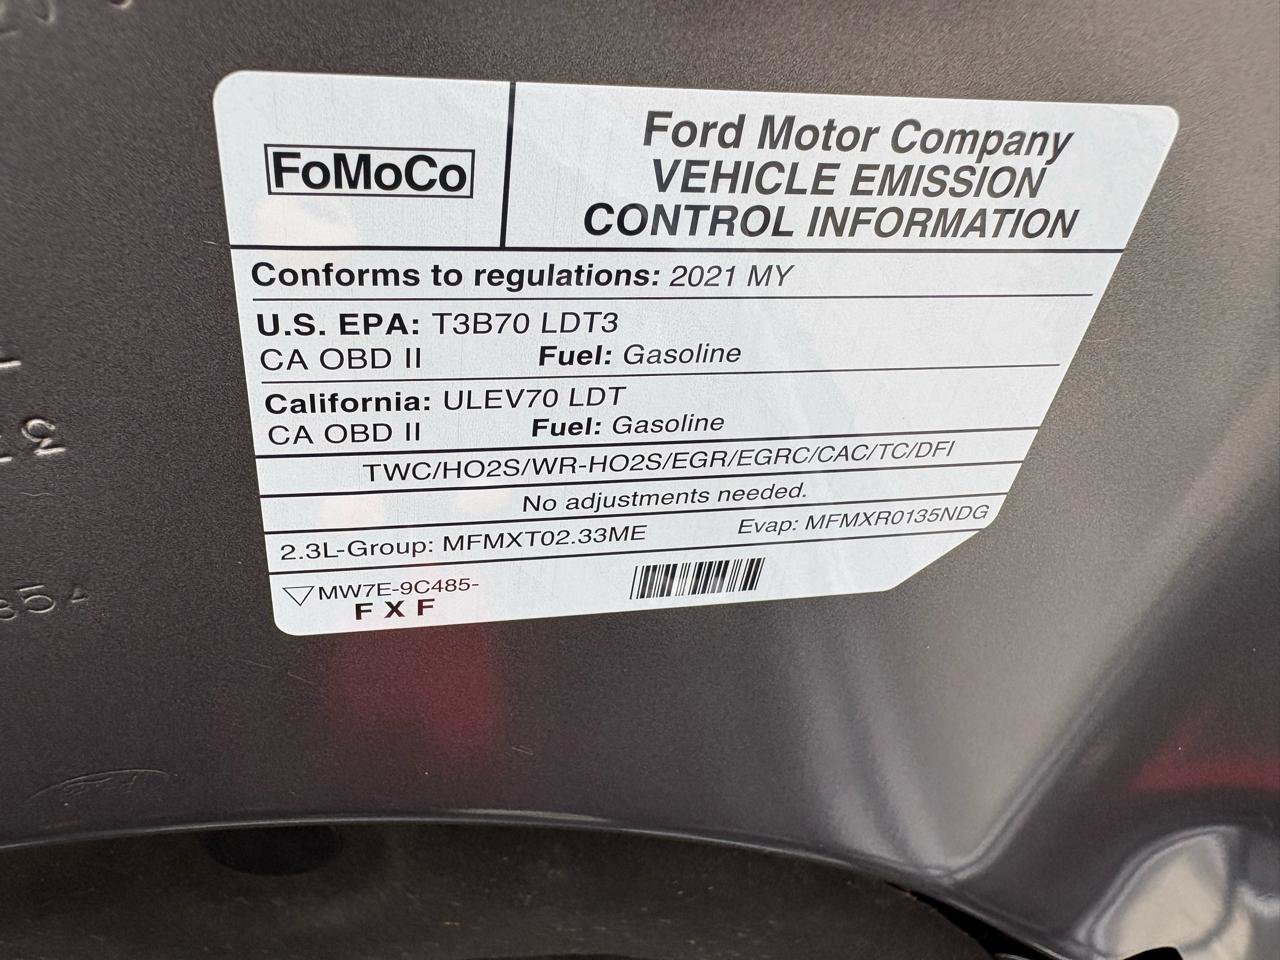 FoMoCo
Ford Motor Company
VEHICLE EMISSION
CONTROL INFORMATION
Conforms to regulations: 2021 MY
U.S. EPA: T3B70 LDT3
CA OBD II Fuel: Gasoline
California: ULEV70 LDT
CA OBD II Fuel: Gasoline
TWC/HO2S/WR-HO2S/EGR/EGRC/CAC/TC/DFI
No adjustments needed.
2.3L-Group: MFMXT02.33ME Evap: MFMXR0135NDG
MW7E-9C485-
FXF